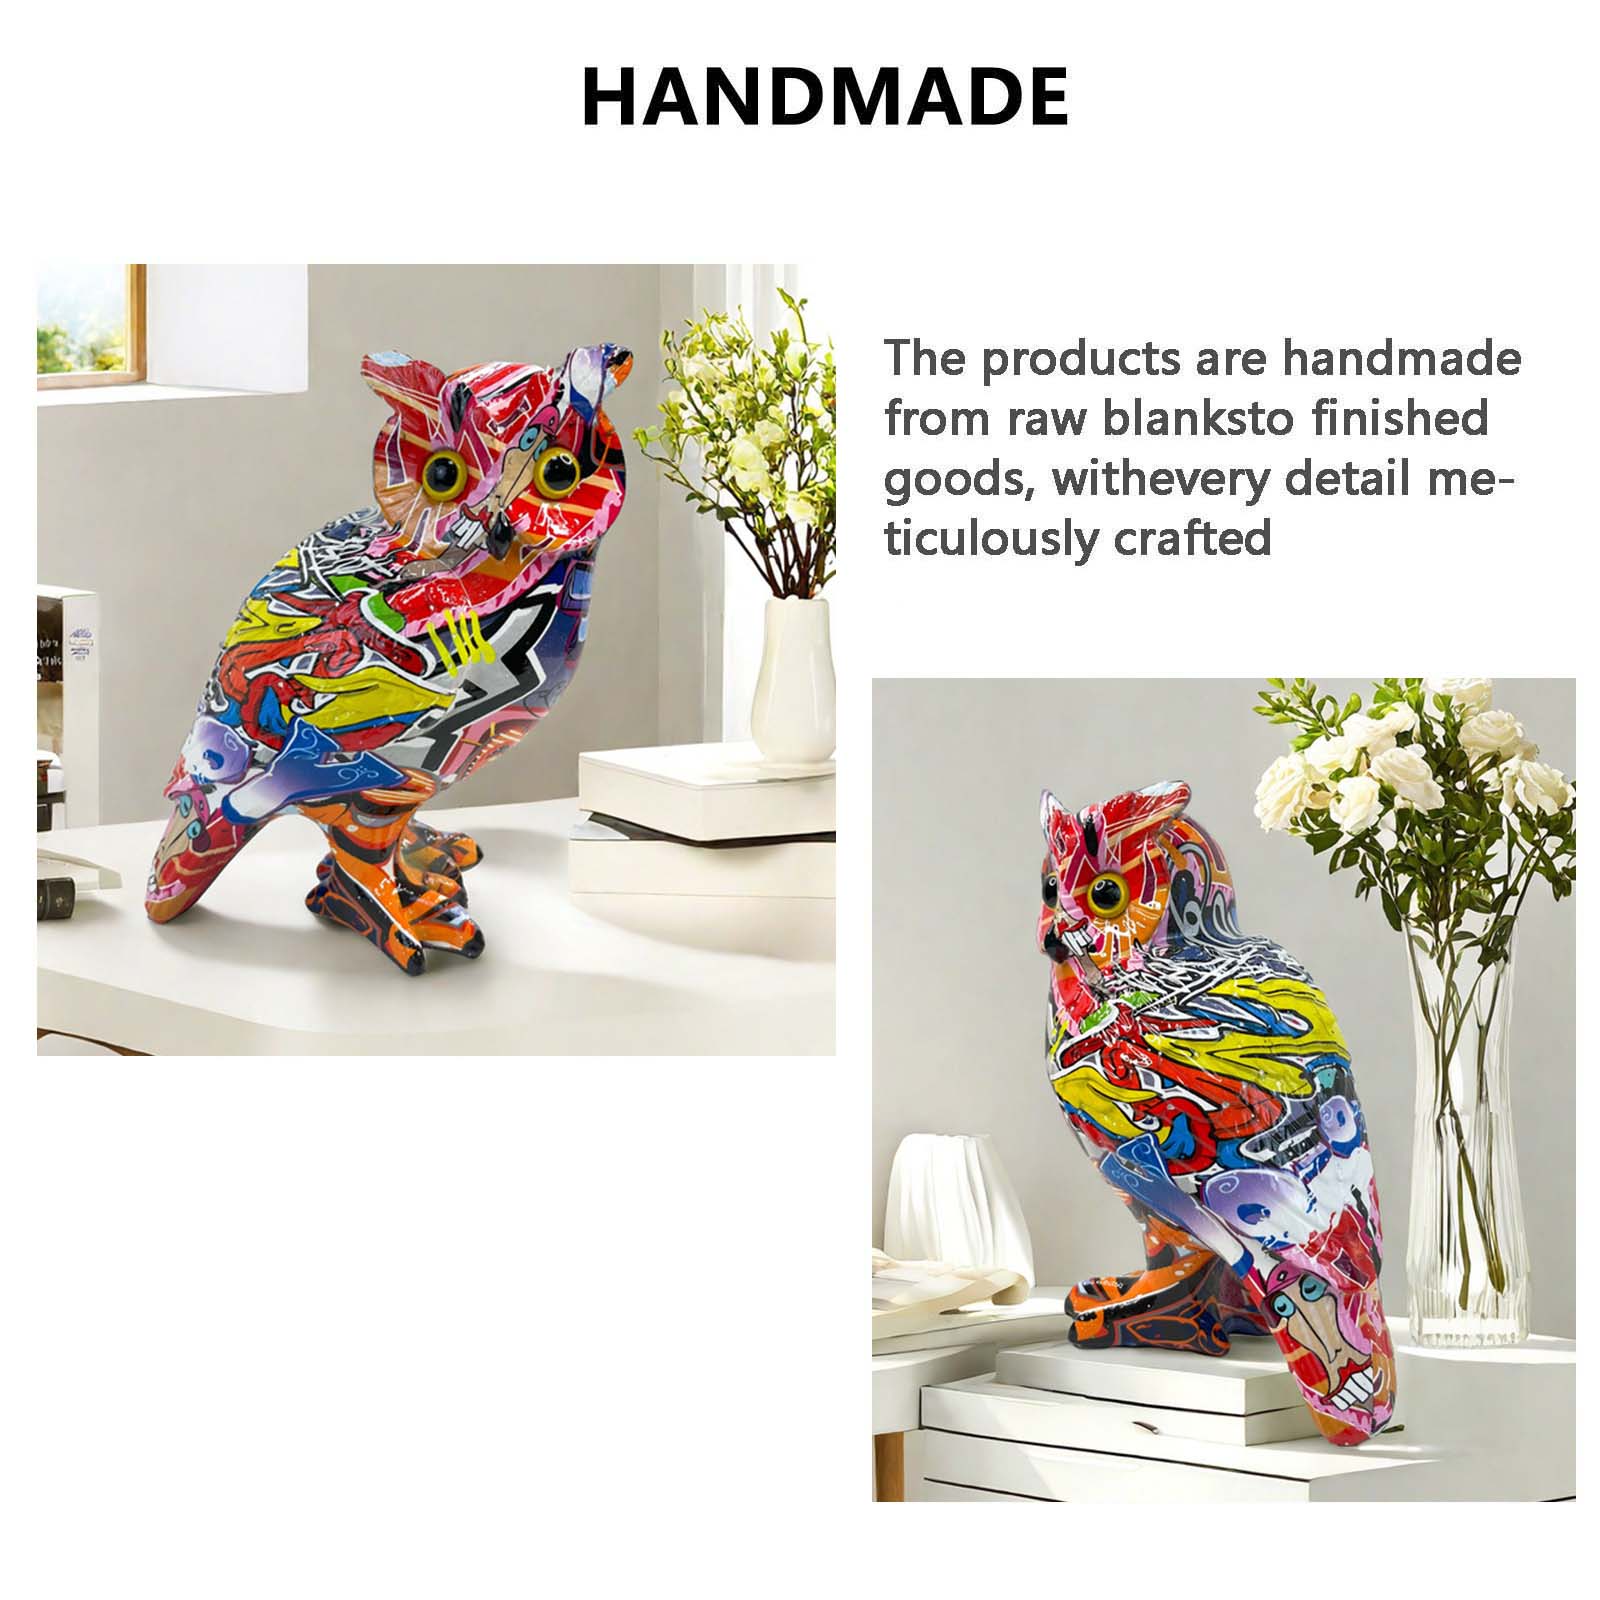 HANDMADE
The products are handmade
from raw blanksto finished
goods, withevery detail me-
ticulously crafted